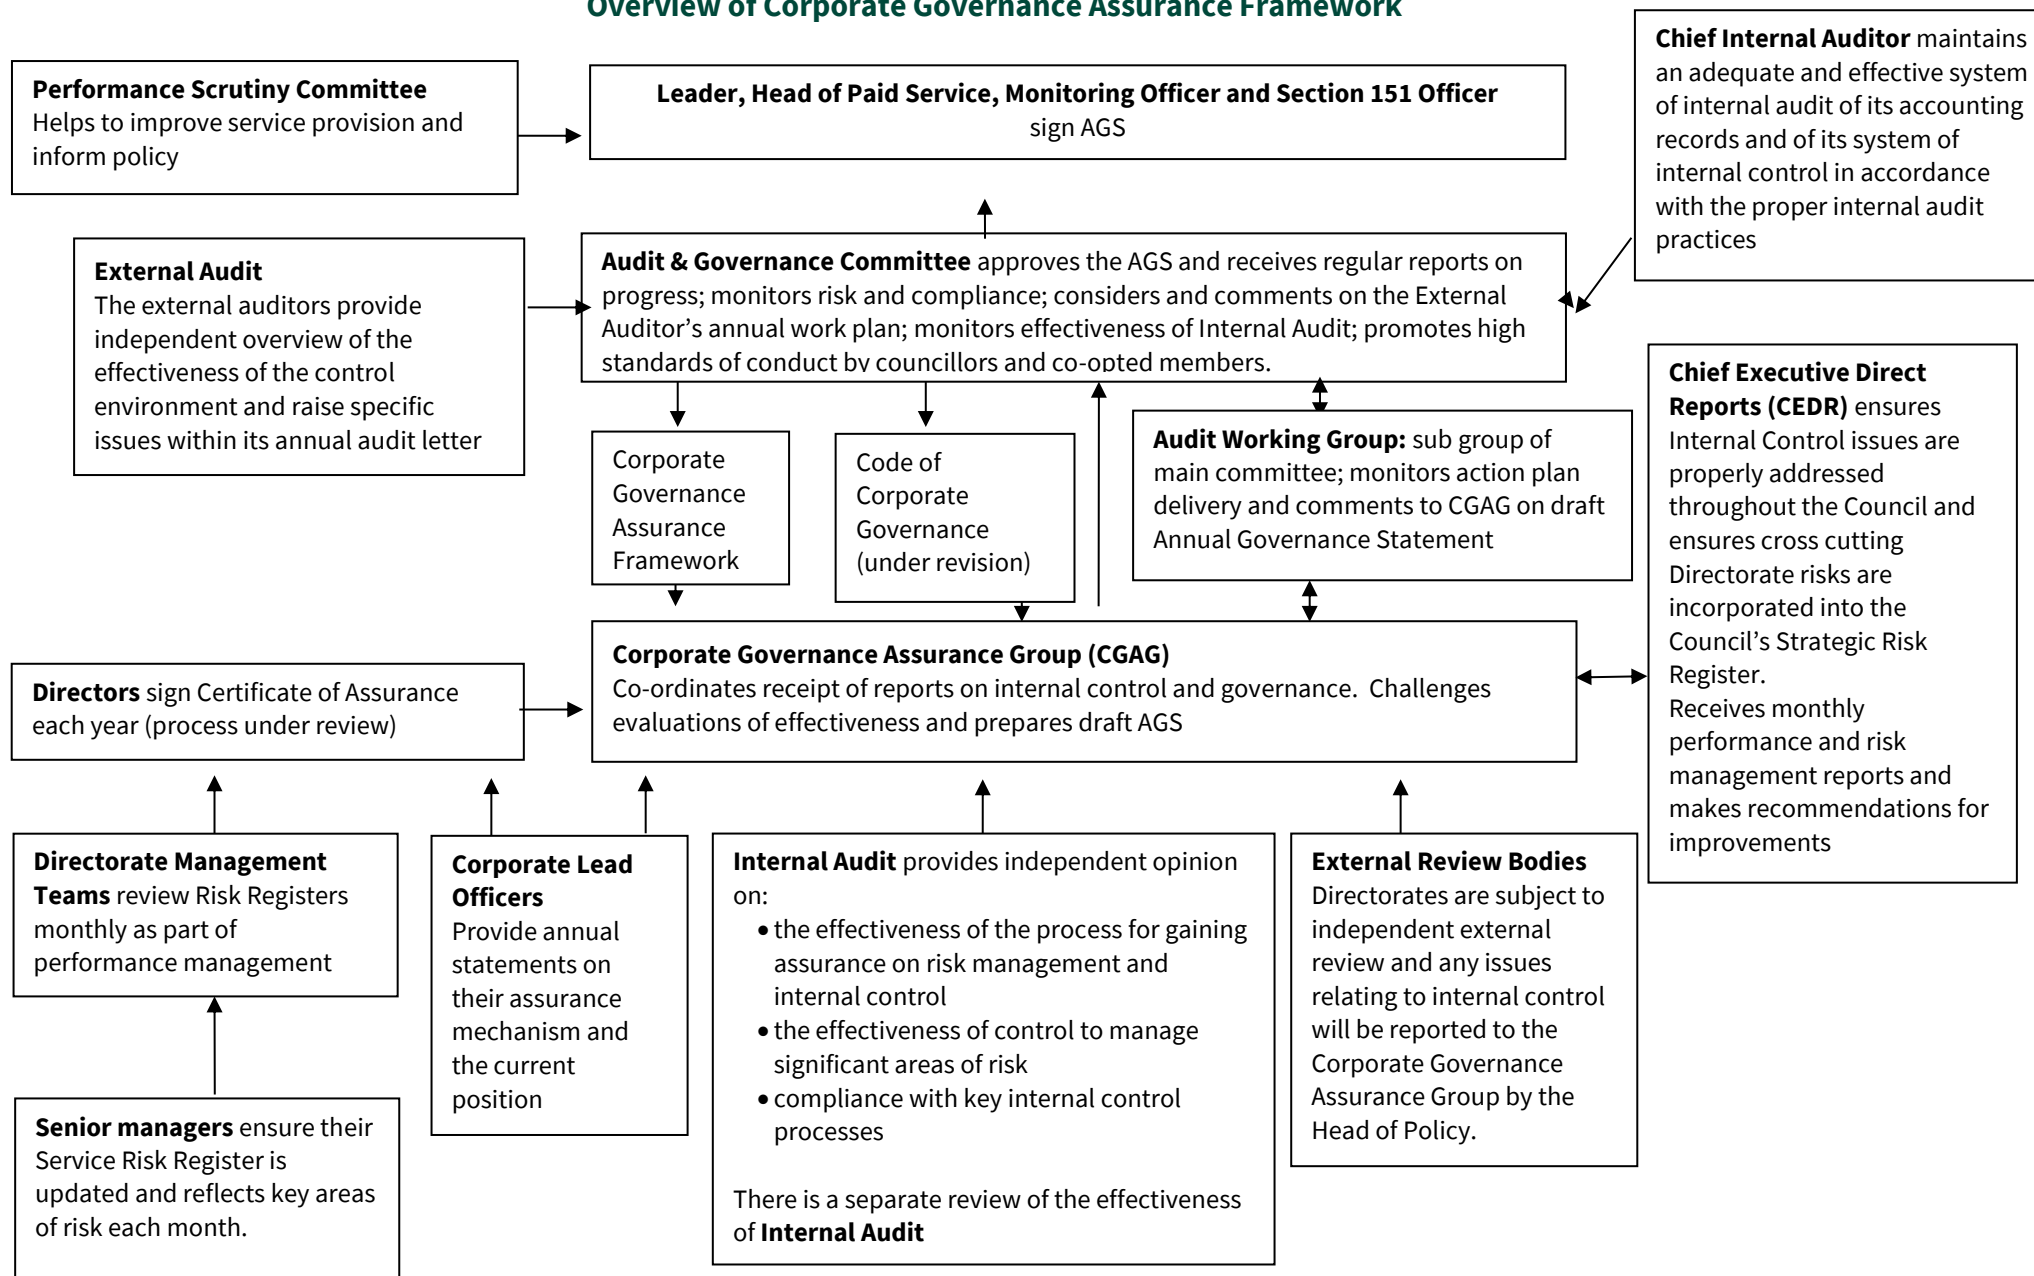 Overview of Corporate Governance Assurance Framework
Performance Scrutiny Committee
Helps to improve service provision and
inform policy
Leader, Head of Paid Service, Monitoring Officer and Section 151 Officer
sign AGS
Chief Internal Auditor maintains
an adequate and effective system
of internal audit of its accounting
records and of its system of
internal control in accordance
with the proper internal audit
practices
External Audit
The external auditors provide
independent overview of the
effectiveness of the control
environment and raise specific
issues within its annual audit letter
Audit & Governance Committee approves the AGS and receives regular reports on
progress; monitors risk and compliance; considers and comments on the External
Auditor’s annual work plan; monitors effectiveness of Internal Audit; promotes high
standards of conduct by councillors and co-opted members.
Chief Executive Direct
Reports (CEDR) ensures
Internal Control issues are
properly addressed
throughout the Council and
ensures cross cutting
Directorate risks are
incorporated into the
Council’s Strategic Risk
Register.
Receives monthly
performance and risk
management reports and
makes recommendations for
improvements
Corporate
Governance
Assurance
Framework
Code of
Corporate
Governance
(under revision)
Audit Working Group: sub group of
main committee; monitors action plan
delivery and comments to CGAG on draft
Annual Governance Statement
Corporate Governance Assurance Group (CGAG)
Co-ordinates receipt of reports on internal control and governance.  Challenges
evaluations of effectiveness and prepares draft AGS
Directors sign Certificate of Assurance
each year (process under review)
Directorate Management
Teams review Risk Registers
monthly as part of
performance management
Corporate Lead
Officers
Provide annual
statements on
their assurance
mechanism and
the current
position
Internal Audit provides independent opinion
on:
• the effectiveness of the process for gaining
assurance on risk management and
internal control
• the effectiveness of control to manage
significant areas of risk
• compliance with key internal control
processes
There is a separate review of the effectiveness
of Internal Audit
External Review Bodies
Directorates are subject to
independent external
review and any issues
relating to internal control
will be reported to the
Corporate Governance
Assurance Group by the
Head of Policy.
Senior managers ensure their
Service Risk Register is
updated and reflects key areas
of risk each month.